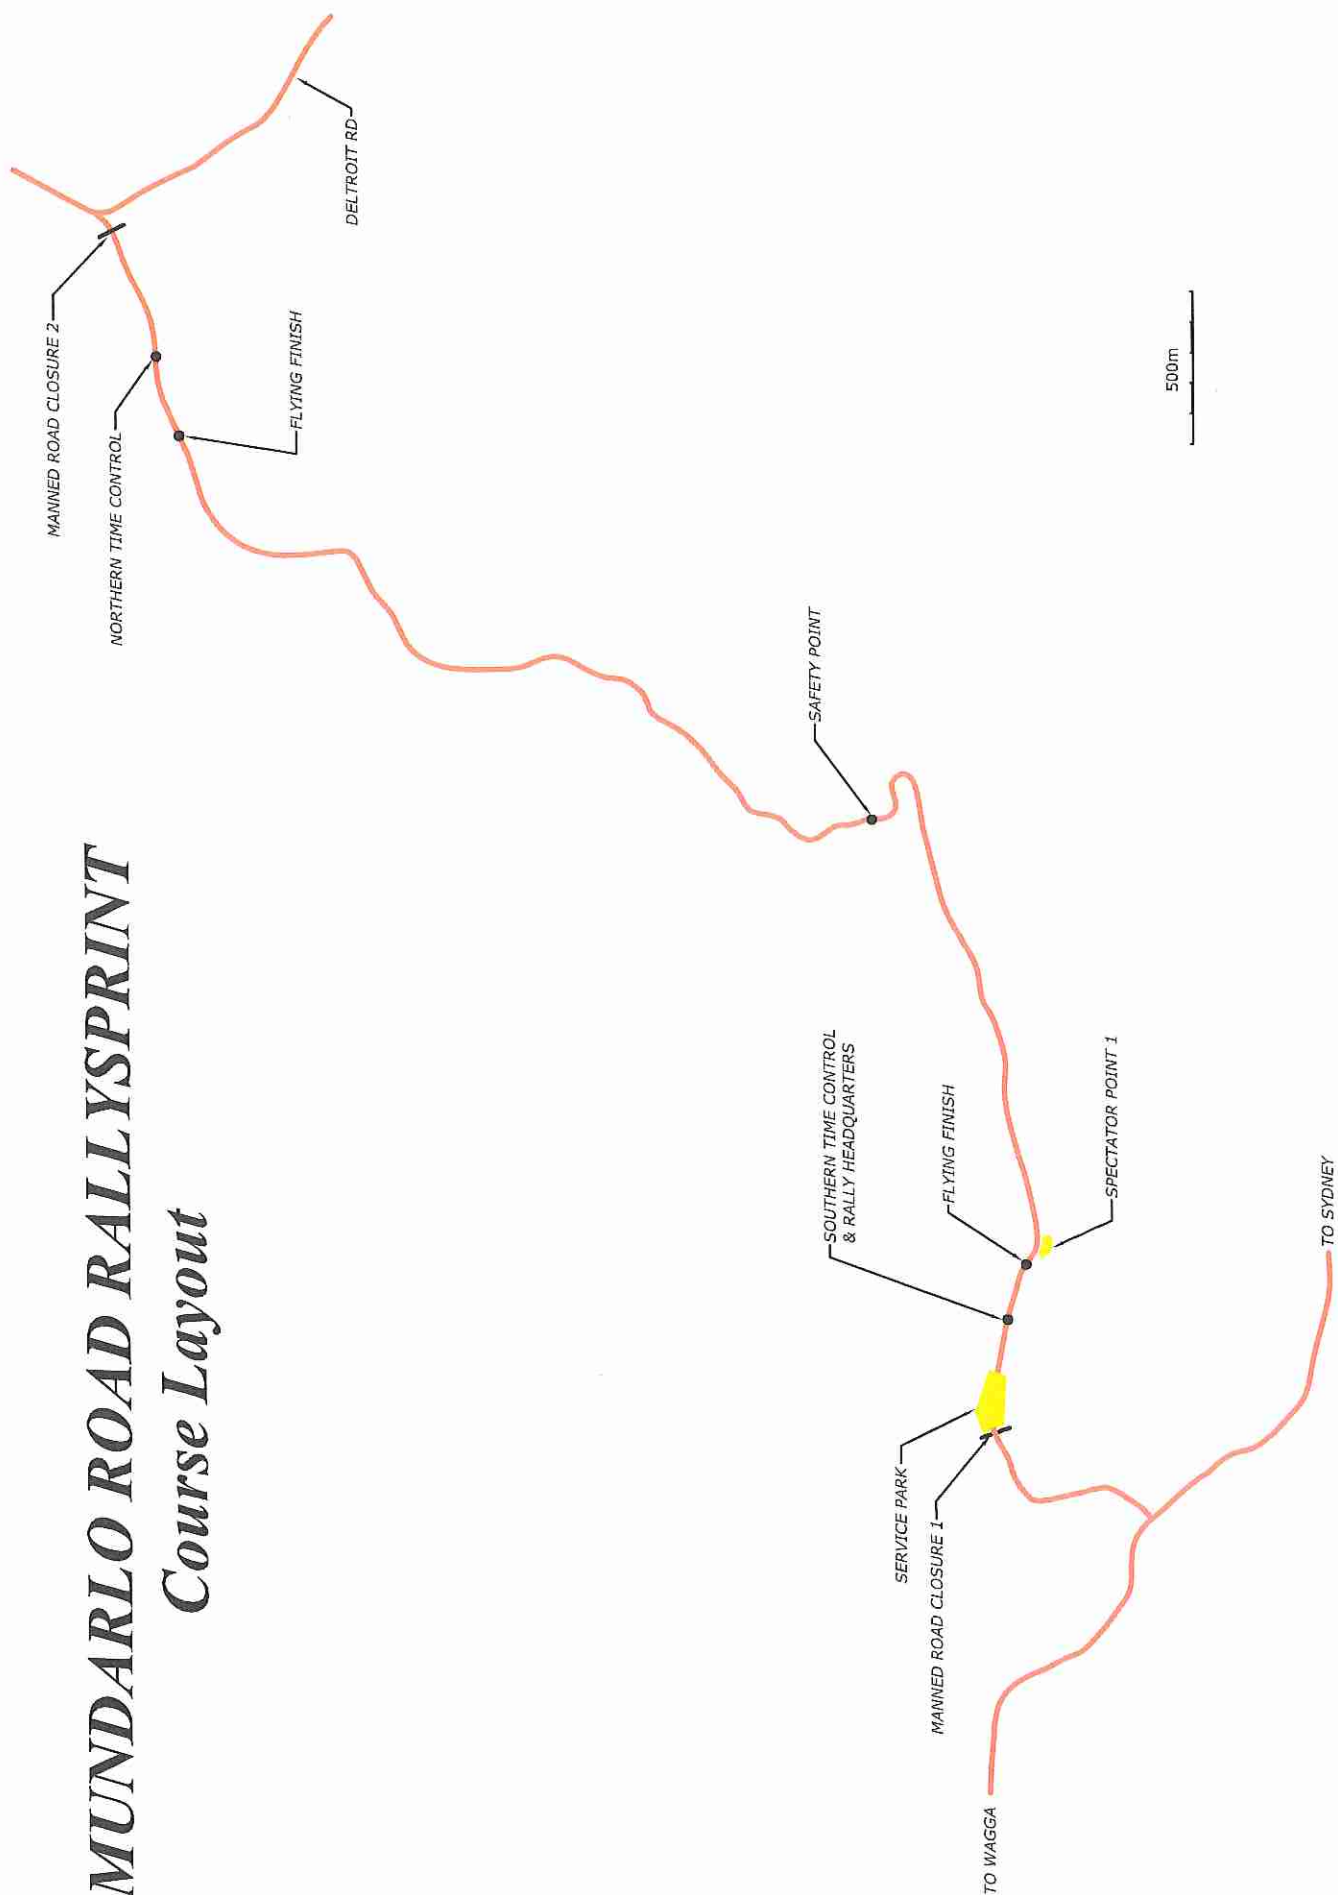 MUNDARLO ROAD RALLYSPRINT
Course Layout
MANNED ROAD CLOSURE 2
NORTHERN TIME CONTROL
FLYING FINISH
DELTROIT RD
SAFETY POINT
SOUTHERN TIME CONTROL
& RALLY HEADQUARTERS
FLYING FINISH
SPECTATOR POINT 1
SERVICE PARK
MANNED ROAD CLOSURE 1
TO WAGGA
TO SYDNEY
500m